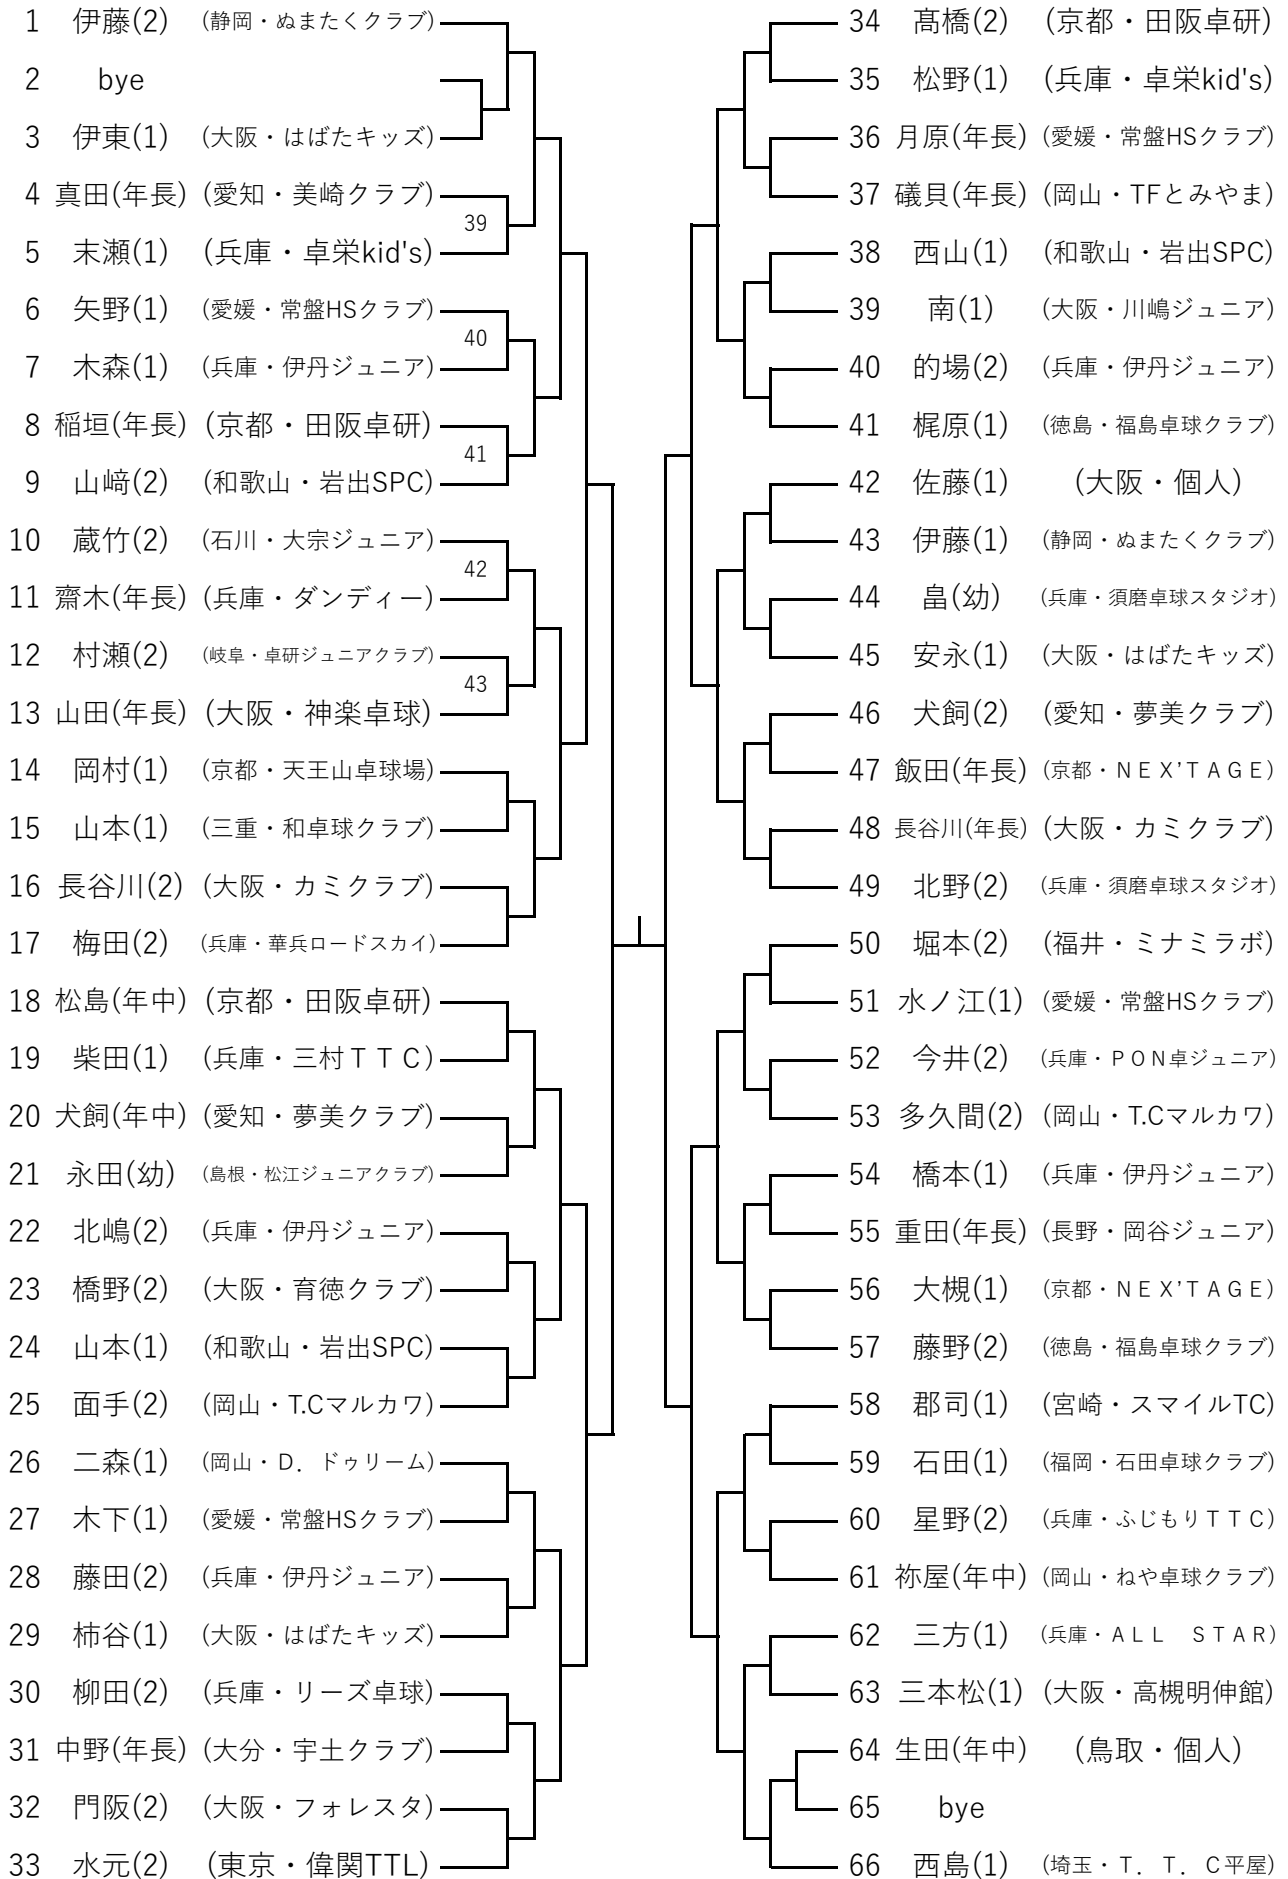 1 伊藤(2) (静岡・ぬまたくクラブ)
2 bye
3 伊東(1) (大阪・はばたキッズ)
4 真田(年長) (愛知・美崎クラブ)
39
5 末瀬(1) (兵庫・卓栄kid's)
6 矢野(1) (愛媛・常盤HSクラブ)
40
7 木森(1) (兵庫・伊丹ジュニア)
8 稲垣(年長) (京都・田阪卓研)
41
9 山﨑(2) (和歌山・岩出SPC)
10 蔵竹(2) (石川・大宗ジュニア)
42
11 齋木(年長) (兵庫・ダンディー)
12 村瀬(2) (岐阜・卓研ジュニアクラブ)
43
13 山田(年長) (大阪・神楽卓球)
14 岡村(1) (京都・天王山卓球場)
15 山本(1) (三重・和卓球クラブ)
16 長谷川(2) (大阪・カミクラブ)
17 梅田(2) (兵庫・華兵ロードスカイ)
18 松島(年中) (京都・田阪卓研)
19 柴田(1) (兵庫・三村ＴＴＣ)
20 犬飼(年中) (愛知・夢美クラブ)
21 永田(幼) (島根・松江ジュニアクラブ)
22 北嶋(2) (兵庫・伊丹ジュニア)
23 橋野(2) (大阪・育徳クラブ)
24 山本(1) (和歌山・岩出SPC)
25 面手(2) (岡山・T.Cマルカワ)
26 二森(1) (岡山・Ｄ．ドゥリーム)
27 木下(1) (愛媛・常盤HSクラブ)
28 藤田(2) (兵庫・伊丹ジュニア)
29 柿谷(1) (大阪・はばたキッズ)
30 柳田(2) (兵庫・リーズ卓球)
31 中野(年長) (大分・宇土クラブ)
32 門阪(2) (大阪・フォレスタ)
33 水元(2) (東京・偉関TTL)
34 髙橋(2) (京都・田阪卓研)
35 松野(1) (兵庫・卓栄kid's)
36 月原(年長) (愛媛・常盤HSクラブ)
37 礒貝(年長) (岡山・TFとみやま)
38 西山(1) (和歌山・岩出SPC)
39 南(1) (大阪・川嶋ジュニア)
40 的場(2) (兵庫・伊丹ジュニア)
41 梶原(1) (徳島・福島卓球クラブ)
42 佐藤(1) (大阪・個人)
43 伊藤(1) (静岡・ぬまたくクラブ)
44 畠(幼) (兵庫・須磨卓球スタジオ)
45 安永(1) (大阪・はばたキッズ)
46 犬飼(2) (愛知・夢美クラブ)
47 飯田(年長) (京都・ＮＥＸ’ＴＡＧＥ)
48 長谷川(年長) (大阪・カミクラブ)
49 北野(2) (兵庫・須磨卓球スタジオ)
50 堀本(2) (福井・ミナミラボ)
51 水ノ江(1) (愛媛・常盤HSクラブ)
52 今井(2) (兵庫・ＰＯＮ卓ジュニア)
53 多久間(2) (岡山・T.Cマルカワ)
54 橋本(1) (兵庫・伊丹ジュニア)
55 重田(年長) (長野・岡谷ジュニア)
56 大槻(1) (京都・ＮＥＸ’ＴＡＧＥ)
57 藤野(2) (徳島・福島卓球クラブ)
58 郡司(1) (宮崎・スマイルTC)
59 石田(1) (福岡・石田卓球クラブ)
60 星野(2) (兵庫・ふじもりＴＴＣ)
61 祢屋(年中) (岡山・ねや卓球クラブ)
62 三方(1) (兵庫・ＡＬＬ　ＳＴＡＲ)
63 三本松(1) (大阪・高槻明伸館)
64 生田(年中) (鳥取・個人)
65 bye
66 西島(1) (埼玉・Ｔ．Ｔ．Ｃ平屋)